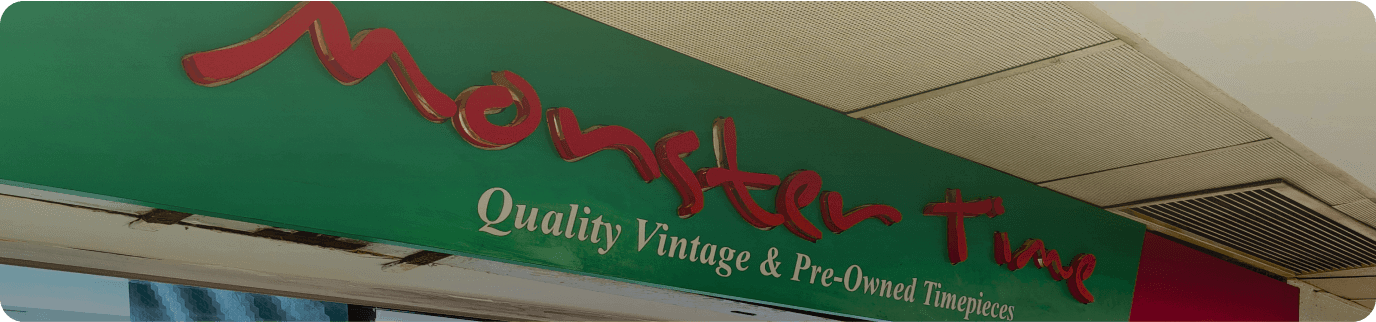 Monster Time
Quality Vintage & Pre-Owned Timepieces